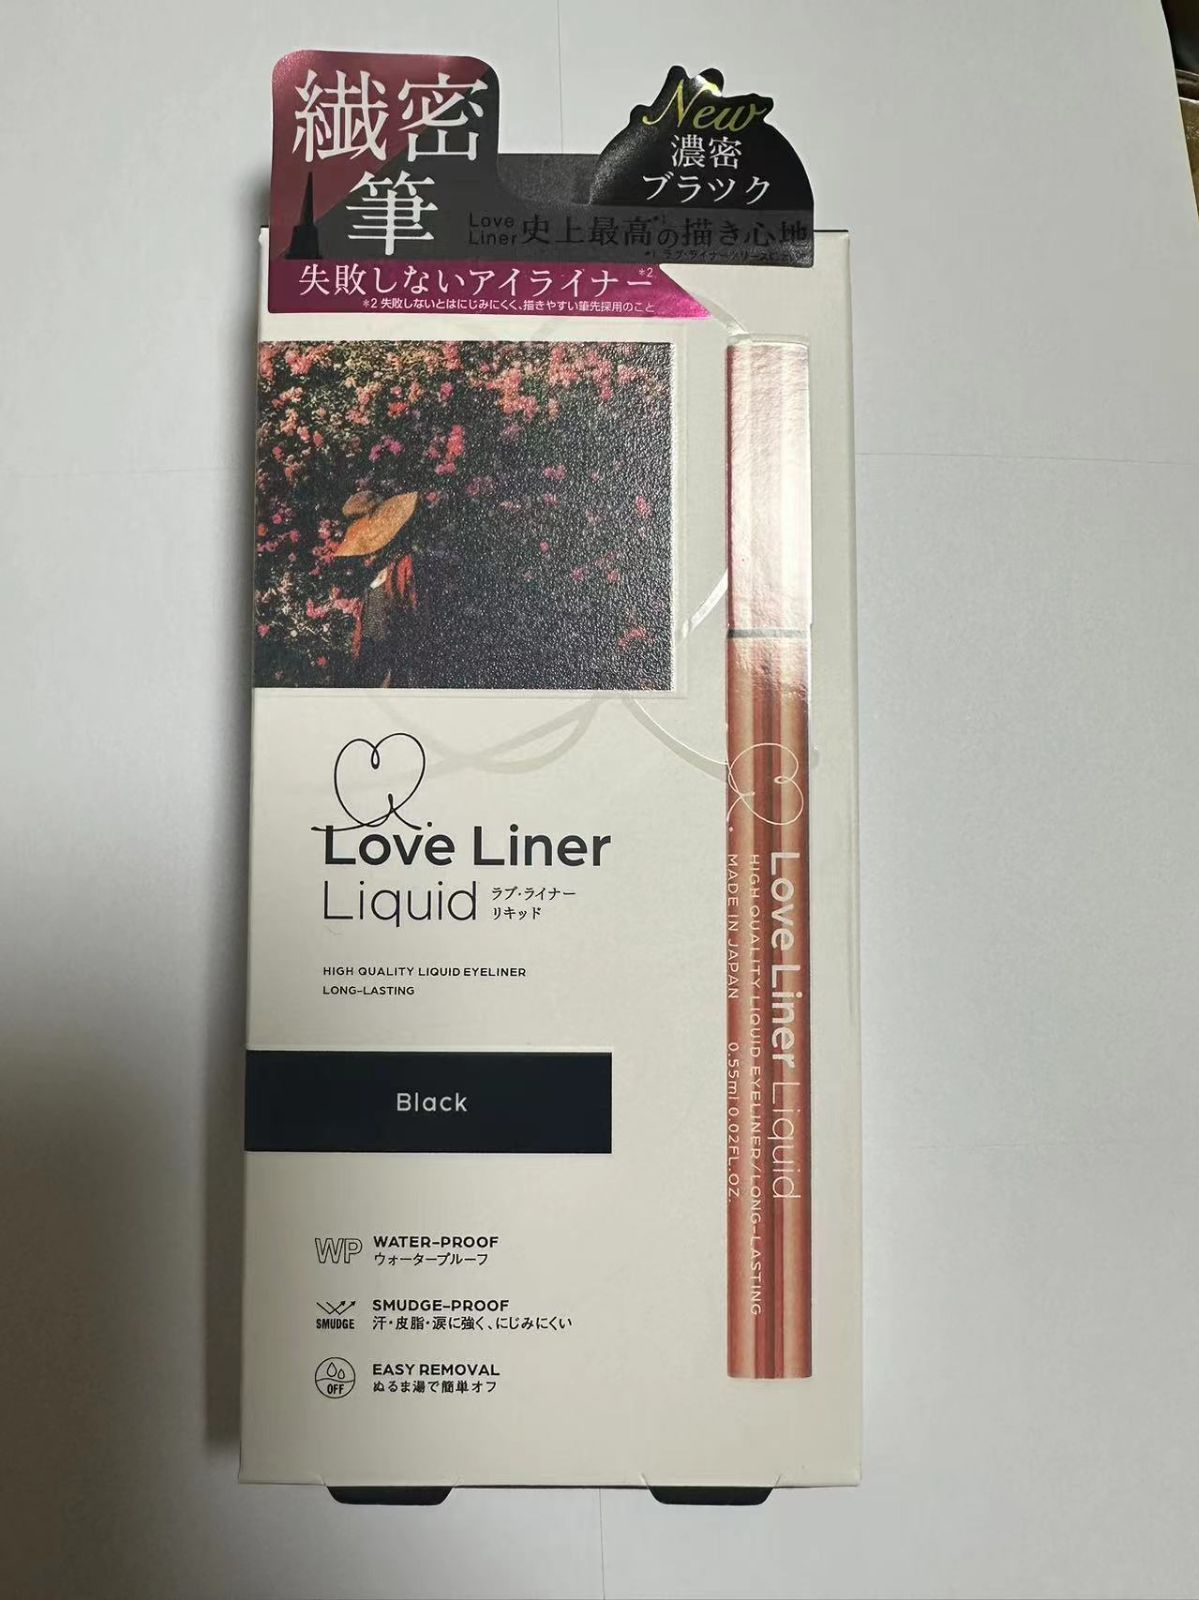 繊密
筆
New
濃密
ブラック
Love Liner 史上最高*¹の描き心地
失敗しないアイライナー*2
*2 失敗しないとはにじみにくく、描きやすい筆先採用のこと
Love Liner
Liquid ラブ・ライナー
リキッド
HIGH QUALITY LIQUID EYELINER
LONG-LASTING
Black
WP WATER-PROOF
ウォータープルーフ
SMUDGE-PROOF
SMUDGE 汗・皮脂・涙に強く、にじみにくい
EASY REMOVAL
OFF ぬるま湯で簡単オフ
Love Liner Liquid
HIGH QUALITY LIQUID EYELINER/LONG-LASTING
MADE IN JAPAN 0.55ml 0.02FL.OZ.